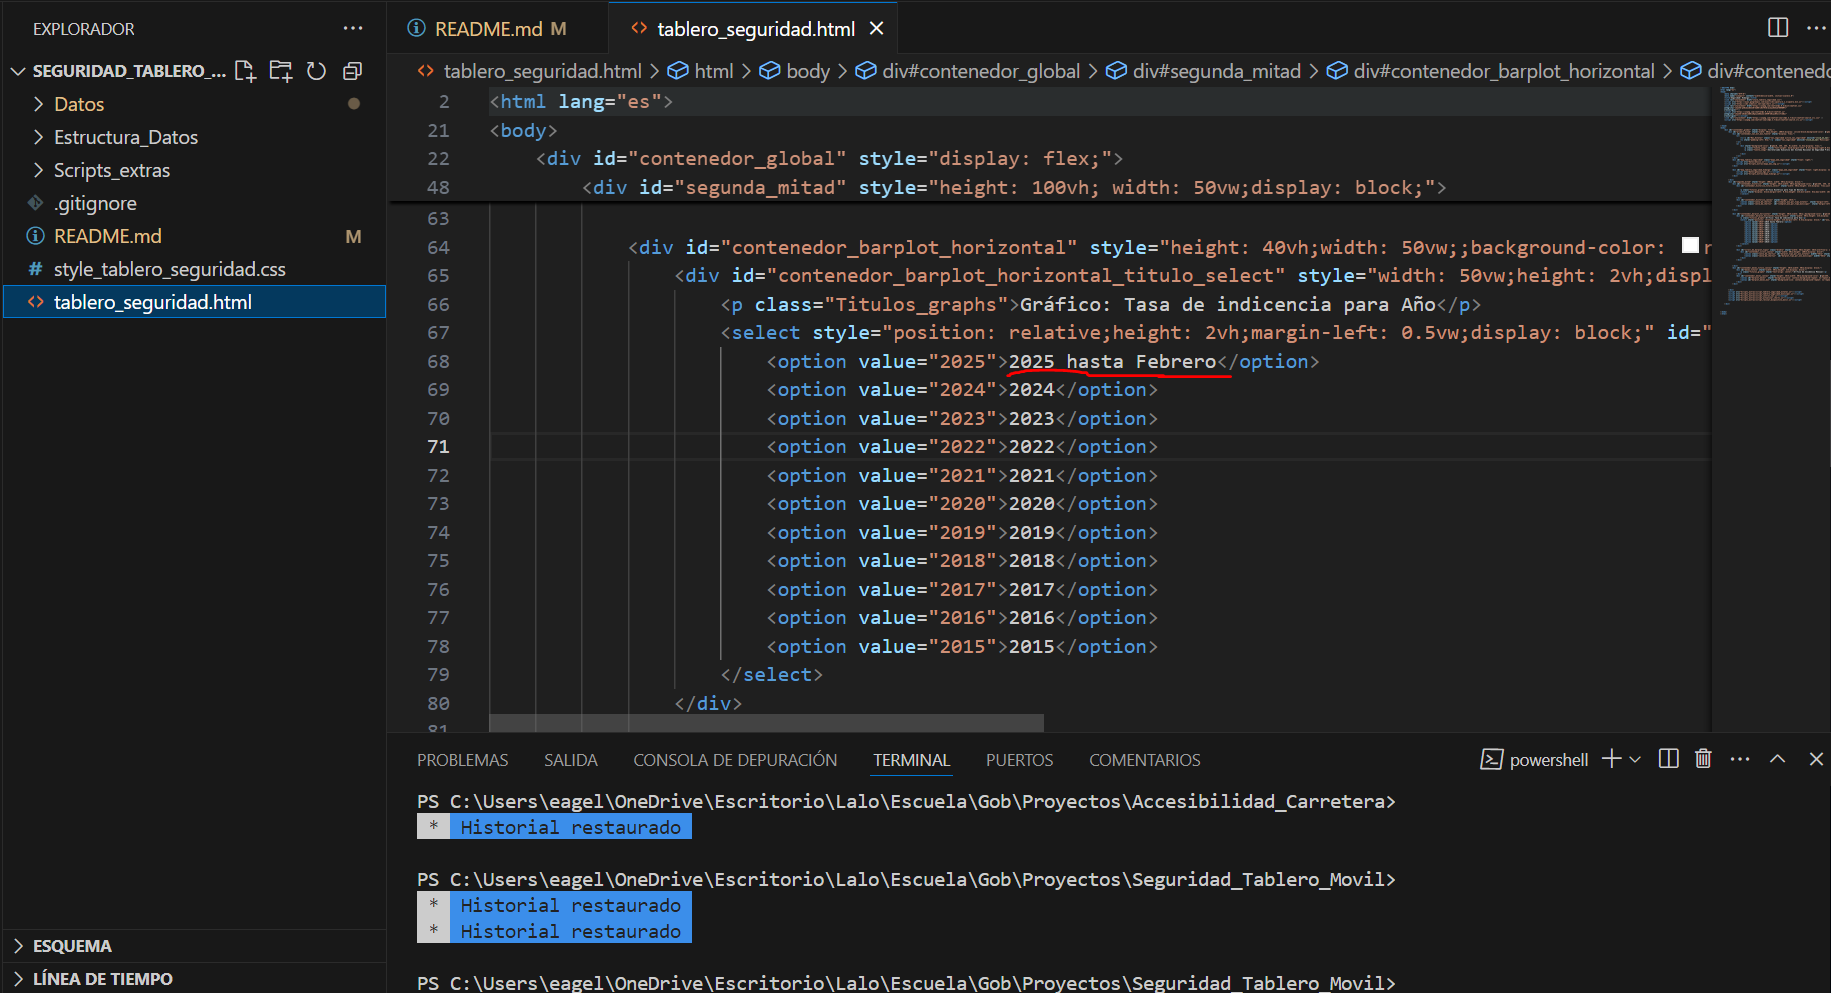 EXPLORADOR
SEGURIDAD_TABLERO_...
Datos
Estructura_Datos
Scripts_extras
.gitignore
README.md M
style_tablero_seguridad.css
tablero_seguridad.html
ESQUEMA
LÍNEA DE TIEMPO
README.md M
tablero_seguridad.html
tablero_seguridad.html > html > body > div#contenedor_global > div#segunda_mitad > div#contenedor_barplot_horizontal > div#contenedo
2 <html lang="es">
21 <body>
22 <div id="contenedor_global" style="display: flex;">
48 <div id="segunda_mitad" style="height: 100vh; width: 50vw;display: block;">
63
64 <div id="contenedor_barplot_horizontal" style="height: 40vh;width: 50vw;;background-color: r
65 <div id="contenedor_barplot_horizontal_titulo_select" style="width: 50vw;height: 2vh;displ
66 <p class="Titulos_graphs">Gráfico: Tasa de indicencia para Año</p>
67 <select style="position: relative;height: 2vh;margin-left: 0.5vw;display: block;" id="
68 <option value="2025">2025 hasta Febrero</option>
69 <option value="2024">2024</option>
70 <option value="2023">2023</option>
71 <option value="2022">2022</option>
72 <option value="2021">2021</option>
73 <option value="2020">2020</option>
74 <option value="2019">2019</option>
75 <option value="2018">2018</option>
76 <option value="2017">2017</option>
77 <option value="2016">2016</option>
78 <option value="2015">2015</option>
79 </select>
80 </div>
81
PROBLEMAS SALIDA CONSOLA DE DEPURACIÓN TERMINAL PUERTOS COMENTARIOS
powershell
PS C:\Users\eagel\OneDrive\Escritorio\Lalo\Escuela\Gob\Proyectos\Accesibilidad_Carretera>
* Historial restaurado
PS C:\Users\eagel\OneDrive\Escritorio\Lalo\Escuela\Gob\Proyectos\Seguridad_Tablero_Movil>
* Historial restaurado
* Historial restaurado
PS C:\Users\eagel\OneDrive\Escritorio\Lalo\Escuela\Gob\Proyectos\Seguridad_Tablero_Movil>